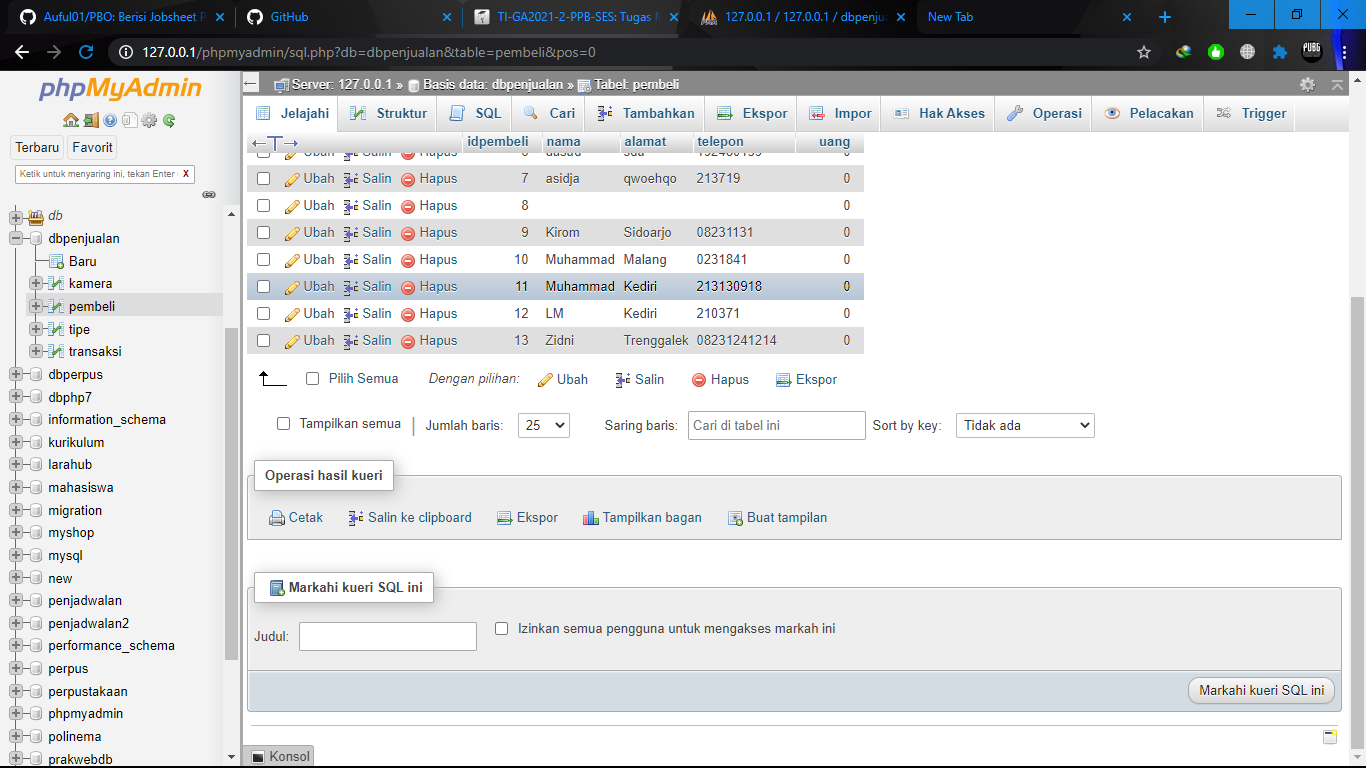 Auful01/PBO: Berisi Jobsheet P
GitHub
TI-GA2021-2-PPB-SES: Tugas
127.0.0.1 / 127.0.0.1 / dbpenju
New Tab
127.0.0.1/phpmyadmin/sql.php?db=dbpenjualan&table=pembeli&pos=0
phpMyAdmin
Terbaru Favorit
Ketik untuk menyaring ini, tekan Enter X
db
dbpenjualan
Baru
kamera
pembeli
tipe
transaksi
dbperpus
dbphp7
information_schema
kurikulum
larahub
mahasiswa
migration
myshop
mysql
new
penjadwalan
penjadwalan2
performance_schema
perpus
perpustakaan
phpmyadmin
polinema
prakwebdb
Server: 127.0.0.1 » Basis data: dbpenjualan » Tabel: pembeli
Jelajahi Struktur SQL Cari Tambahkan Ekspor Impor Hak Akses Operasi Pelacakan Trigger
←T→ idpembeli nama alamat telepon uang
Ubah Salin Hapus
Ubah Salin Hapus 7 asidja qwoehqo 213719 0
Ubah Salin Hapus 8 0
Ubah Salin Hapus 9 Kirom Sidoarjo 08231131 0
Ubah Salin Hapus 10 Muhammad Malang 0231841 0
Ubah Salin Hapus 11 Muhammad Kediri 213130918 0
Ubah Salin Hapus 12 LM Kediri 210371 0
Ubah Salin Hapus 13 Zidni Trenggalek 08231241214 0
Pilih Semua Dengan pilihan: Ubah Salin Hapus Ekspor
Tampilkan semua | Jumlah baris: 25 Saring baris: Cari di tabel ini Sort by key: Tidak ada
Operasi hasil kueri
Cetak Salin ke clipboard Ekspor Tampilkan bagan Buat tampilan
Markahi kueri SQL ini
Judul: Izinkan semua pengguna untuk mengakses markah ini
Markahi kueri SQL ini
Konsol